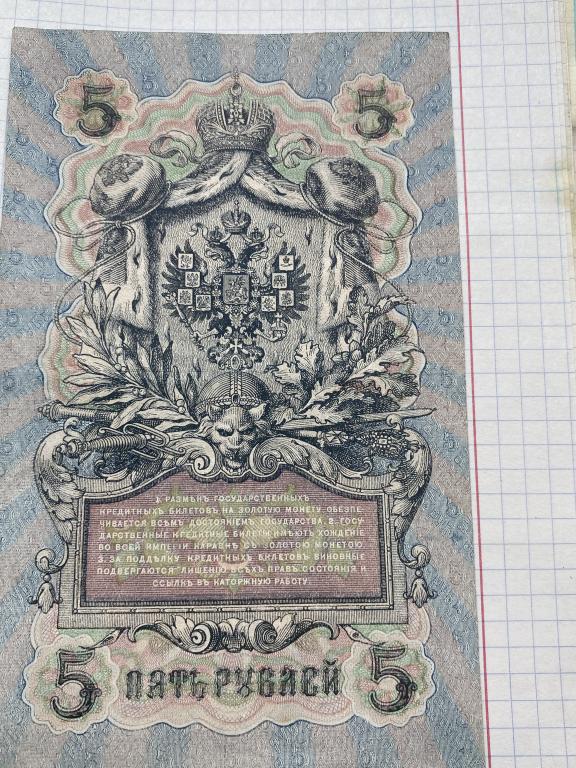 5 5
1. РАЗМѢНЪ ГОСУДАРСТВЕННЫХЪ
КРЕДИТНЫХЪ БИЛЕТОВЪ НА ЗОЛОТУЮ МОНЕТУ ОБЕЗПЕ-
ЧИВАЕТСЯ ВСѢМЪ ДОСТОЯНІЕМЪ ГОСУДАРСТВА. 2. ГОСУ-
ДАРСТВЕННЫЕ КРЕДИТНЫЕ БИЛЕТЫ ИМѢЮТЪ ХОЖДЕНІЕ
ВО ВСЕЙ ИМПЕРІИ НАРАВНѢ СЪ ЗОЛОТОЮ МОНЕТОЮ.
3. ЗА ПОДДѢЛКУ КРЕДИТНЫХЪ БИЛЕТОВЪ ВИНОВНЫЕ
ПОДВЕРГАЮТСЯ ЛИШЕНІЮ ВСѢХЪ ПРАВЪ СОСТОЯНІЯ И
ССЫЛКѢ ВЪ КАТОРЖНУЮ РАБОТУ.
5 ПЯТЬ РУБЛЕЙ 5